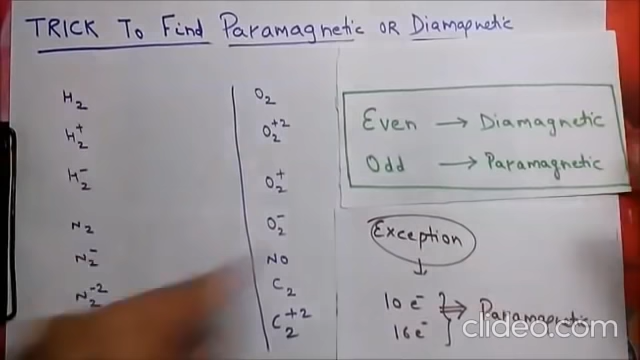 TRICK To Find Paramagnetic OR Diamagnetic
H₂
H₂⁺
H₂⁻
N₂
N₂⁻
N₂⁻²
O₂
O₂⁺²
O₂⁺
O₂⁻
NO
C₂
C₂⁺²
Even → Diamagnetic
Odd → Paramagnetic
Exception
↓
10 e⁻
16 e⁻
} ⇒ Paramagnetic
clideo.com